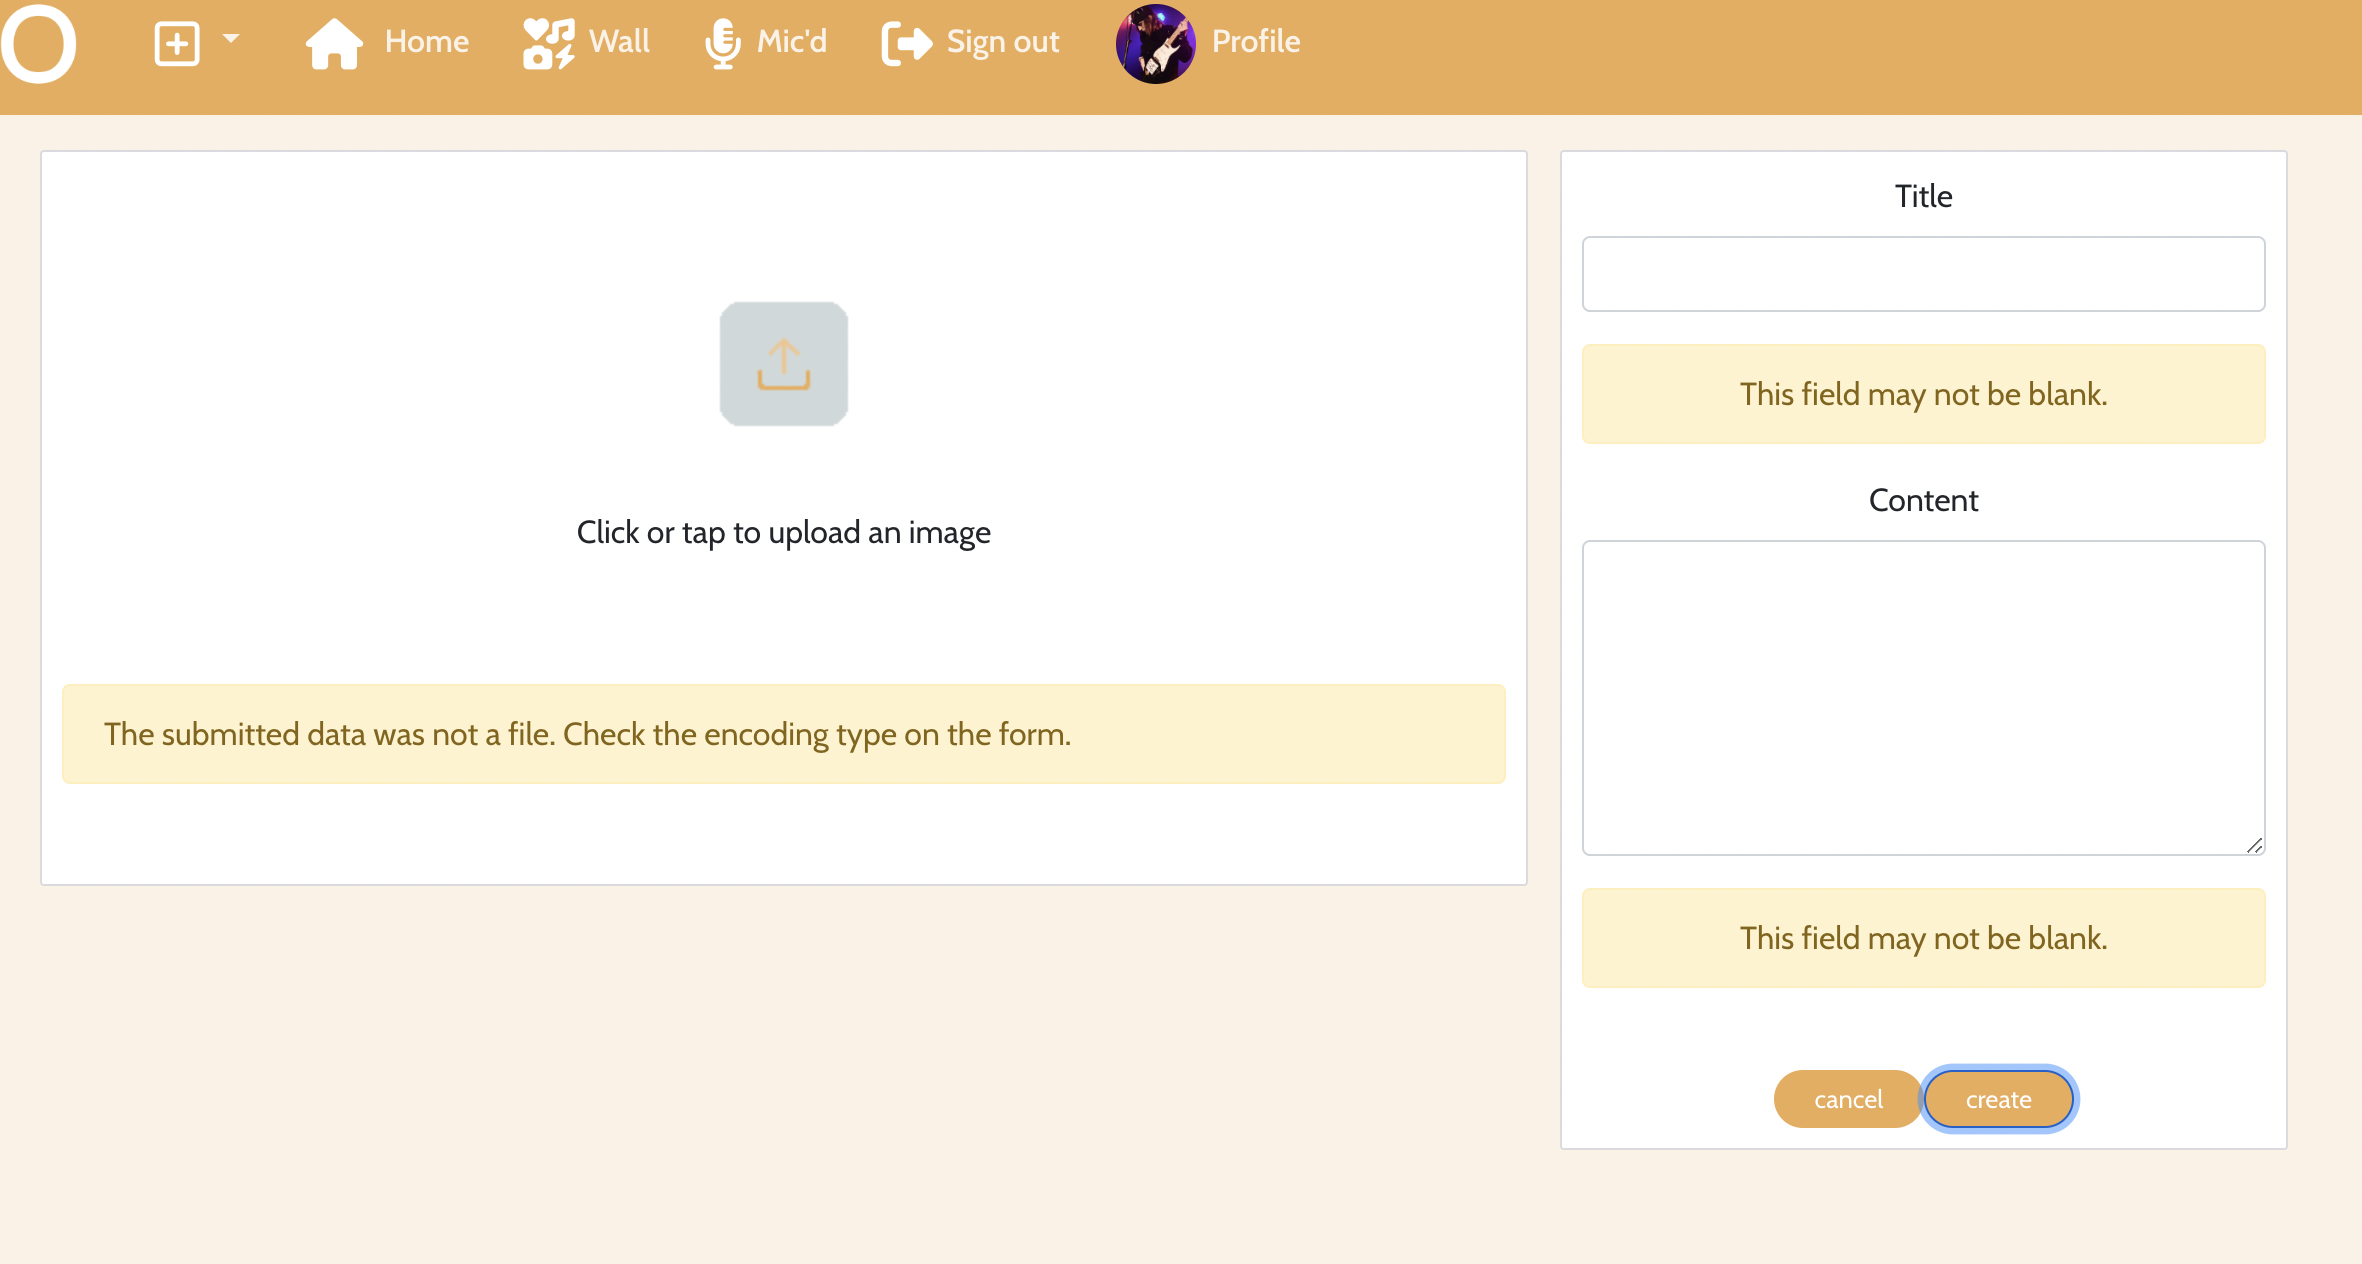 O Home Wall Mic'd Sign out Profile
Click or tap to upload an image
The submitted data was not a file. Check the encoding type on the form.
Title
This field may not be blank.
Content
This field may not be blank.
cancel create